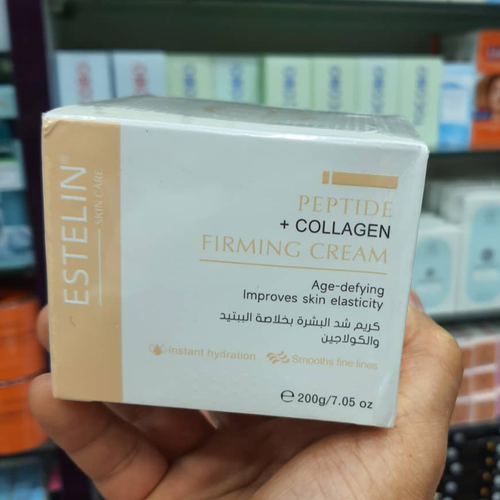 ESTELIN®
SKIN CARE
PEPTIDE
+ COLLAGEN
FIRMING CREAM
Age-defying
Improves skin elasticity
كريم شد البشرة بخلاصة الببتيد
والكولاجين
Instant hydration
Smooths fine lines
℮ 200g/7.05 oz